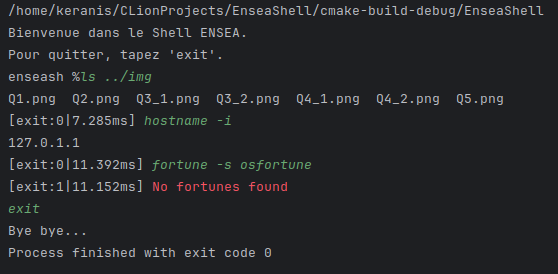 /home/keranis/CLionProjects/EnseaShell/cmake-build-debug/EnseaShell
Bienvenue dans le Shell ENSEA.
Pour quitter, tapez 'exit'.
enseash %ls ../img
Q1.png  Q2.png  Q3_1.png  Q3_2.png  Q4_1.png  Q4_2.png  Q5.png
[exit:0|7.285ms] hostname -i
127.0.1.1
[exit:0|11.392ms] fortune -s osfortune
[exit:1|11.152ms] No fortunes found
exit
Bye bye...
Process finished with exit code 0